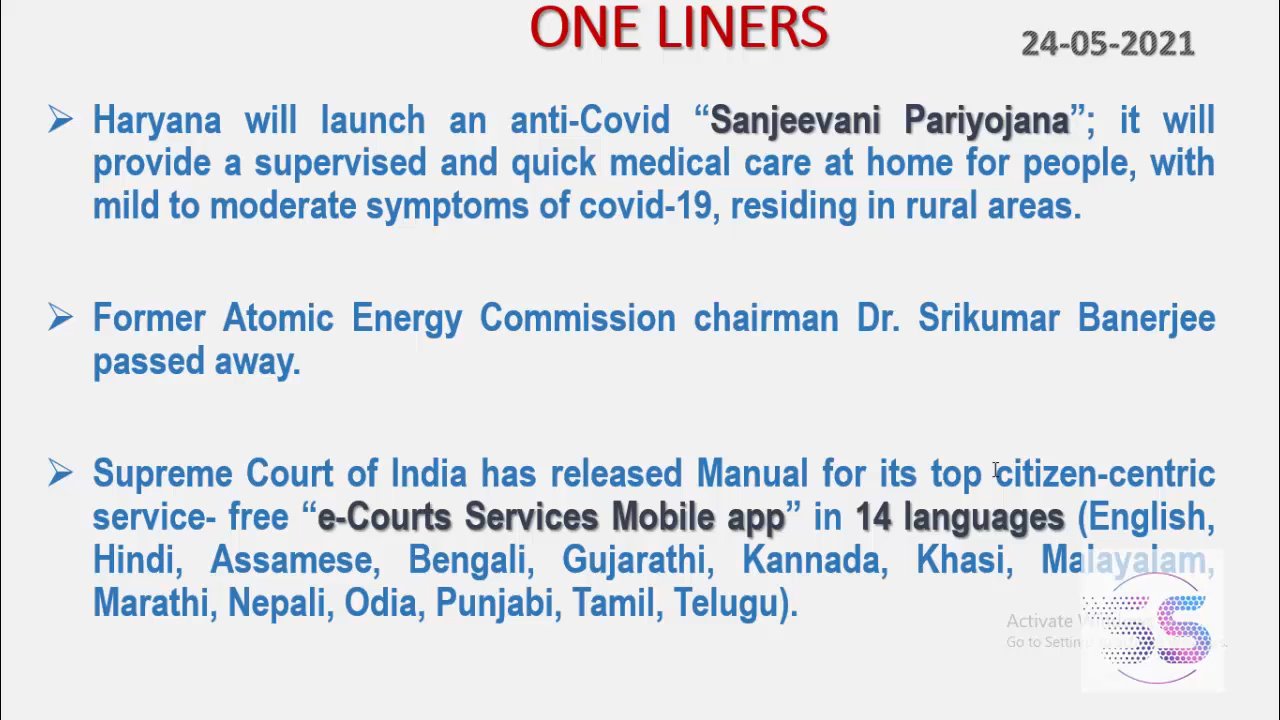 ONE LINERS
24-05-2021
Haryana will launch an anti-Covid “Sanjeevani Pariyojana”; it will
provide a supervised and quick medical care at home for people, with
mild to moderate symptoms of covid-19, residing in rural areas.
Former Atomic Energy Commission chairman Dr. Srikumar Banerjee
passed away.
Supreme Court of India has released Manual for its top citizen-centric
service- free “e-Courts Services Mobile app” in 14 languages (English,
Hindi, Assamese, Bengali, Gujarathi, Kannada, Khasi, Malayalam,
Marathi, Nepali, Odia, Punjabi, Tamil, Telugu).
Activate
Go to